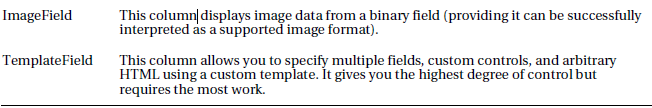 ImageField This column displays image data from a binary field (providing it can be successfully
interpreted as a supported image format).
TemplateField This column allows you to specify multiple fields, custom controls, and arbitrary
HTML using a custom template. It gives you the highest degree of control but
requires the most work.